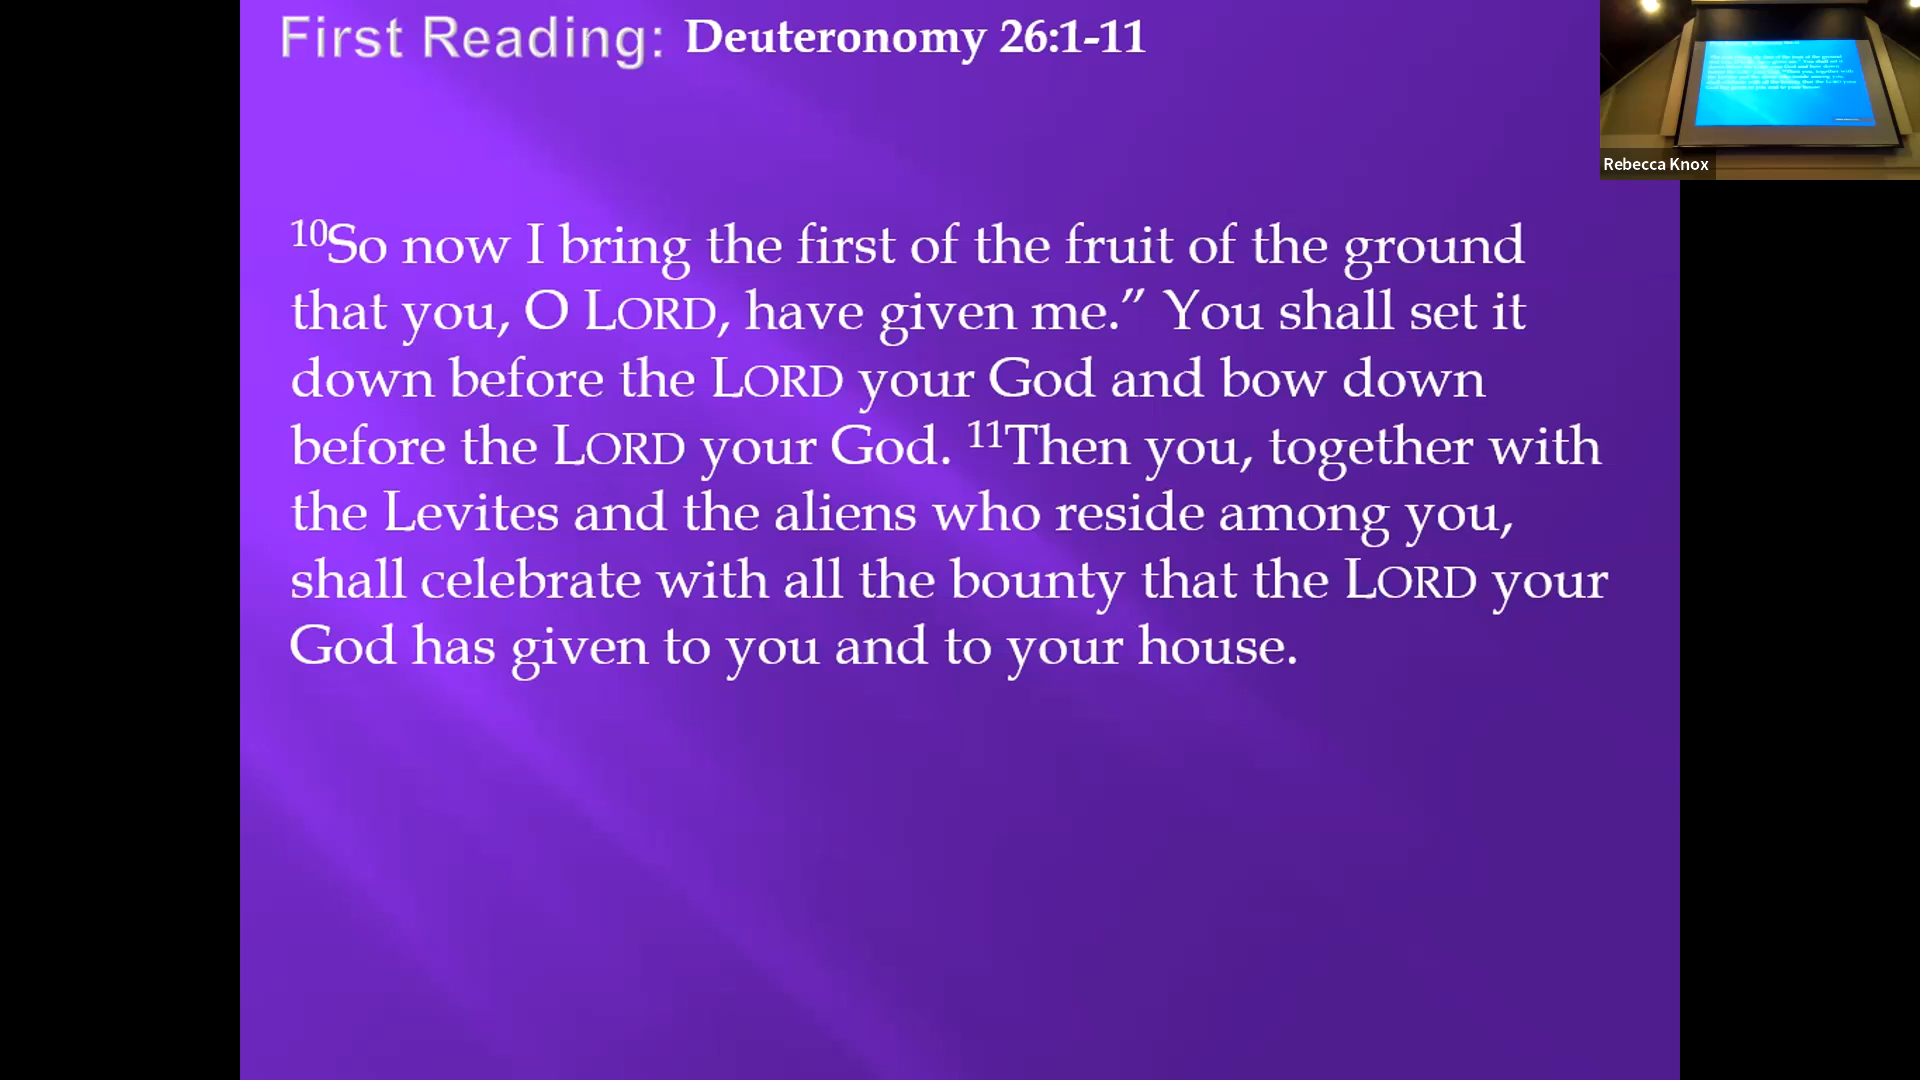 First Reading: Deuteronomy 26:1-11
Rebecca Knox
¹⁰So now I bring the first of the fruit of the ground
that you, O LORD, have given me.” You shall set it
down before the LORD your God and bow down
before the LORD your God. ¹¹Then you, together with
the Levites and the aliens who reside among you,
shall celebrate with all the bounty that the LORD your
God has given to you and to your house.